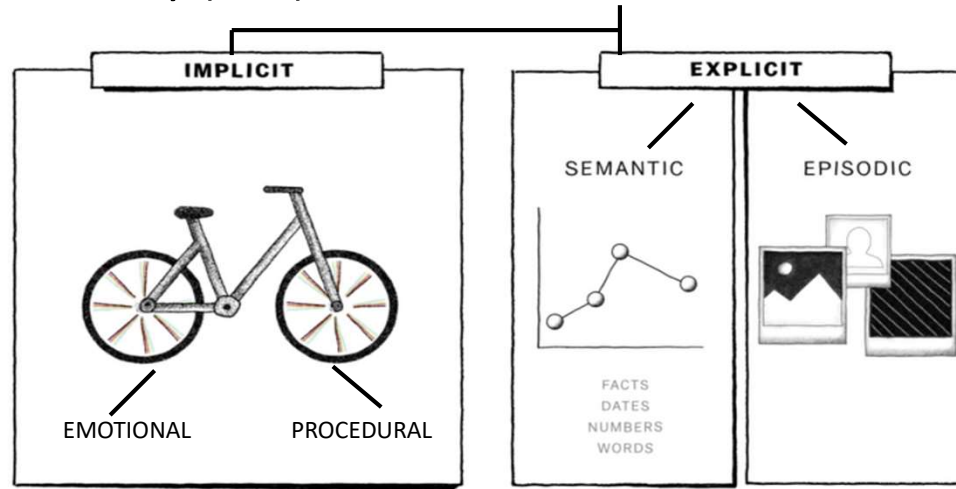 IMPLICIT
EXPLICIT
SEMANTIC
EPISODIC
FACTS
DATES
NUMBERS
WORDS
EMOTIONAL
PROCEDURAL